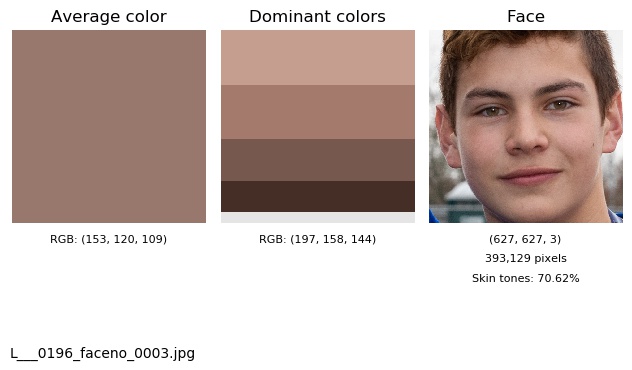 Average color
Dominant colors
Face
RGB: (153, 120, 109)
RGB: (197, 158, 144)
(627, 627, 3)
393,129 pixels
Skin tones: 70.62%
L___0196_faceno_0003.jpg